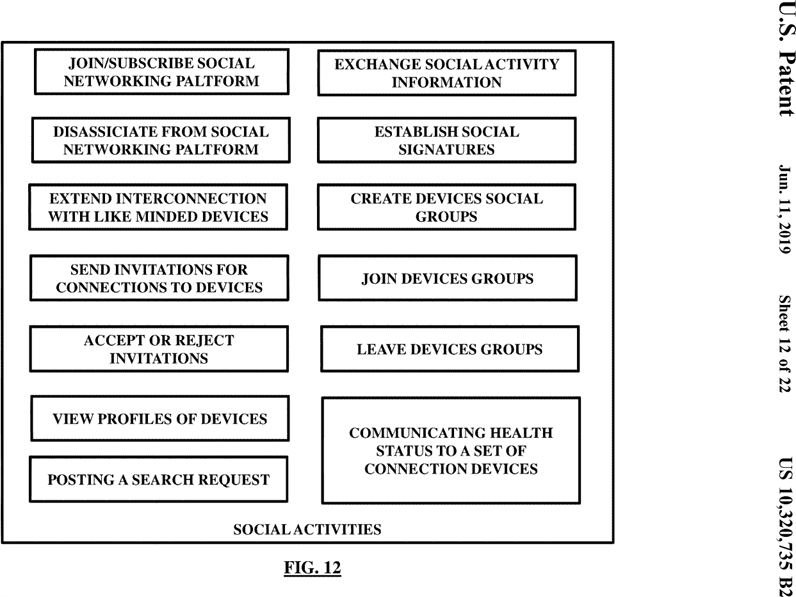 JOIN/SUBSCRIBE SOCIAL
NETWORKING PALTFORM
DISASSICIATE FROM SOCIAL
NETWORKING PALTFORM
EXTEND INTERCONNECTION
WITH LIKE MINDED DEVICES
SEND INVITATIONS FOR
CONNECTIONS TO DEVICES
ACCEPT OR REJECT
INVITATIONS
VIEW PROFILES OF DEVICES
POSTING A SEARCH REQUEST
EXCHANGE SOCIAL ACTIVITY
INFORMATION
ESTABLISH SOCIAL
SIGNATURES
CREATE DEVICES SOCIAL
GROUPS
JOIN DEVICES GROUPS
LEAVE DEVICES GROUPS
COMMUNICATING HEALTH
STATUS TO A SET OF
CONNECTION DEVICES
SOCIAL ACTIVITIES
FIG. 12
U.S. Patent Jun. 11, 2019 Sheet 12 of 22 US 10,320,735 B2